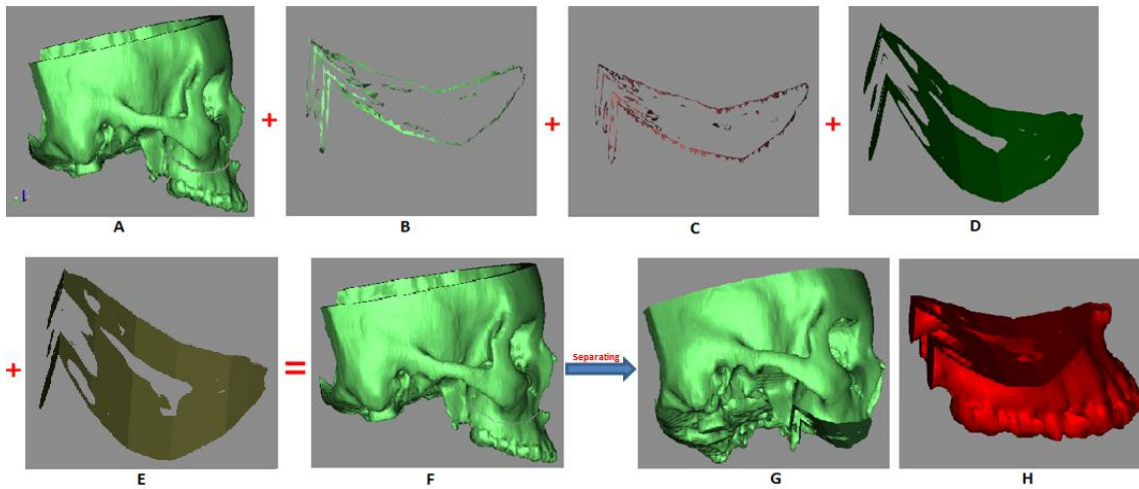 + + +
A B C D
+ = Separating
E F G H